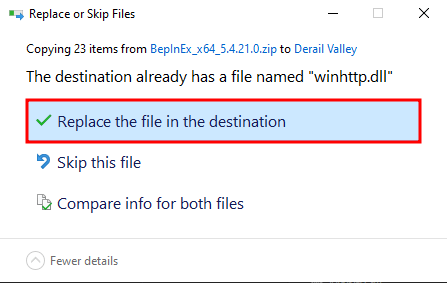 Replace or Skip Files
Copying 23 items from BepInEx_x64_5.4.21.0.zip to Derail Valley
The destination already has a file named "winhttp.dll"
Replace the file in the destination
Skip this file
Compare info for both files
Fewer details